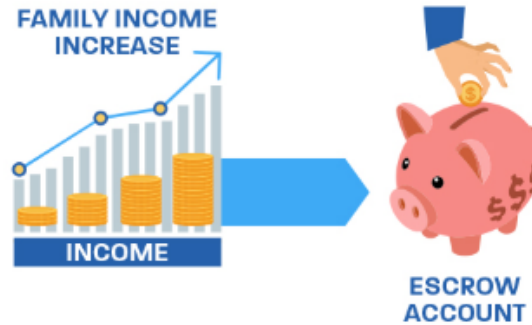 FAMILY INCOME
INCREASE
INCOME
ESCROW
ACCOUNT
$
$$$